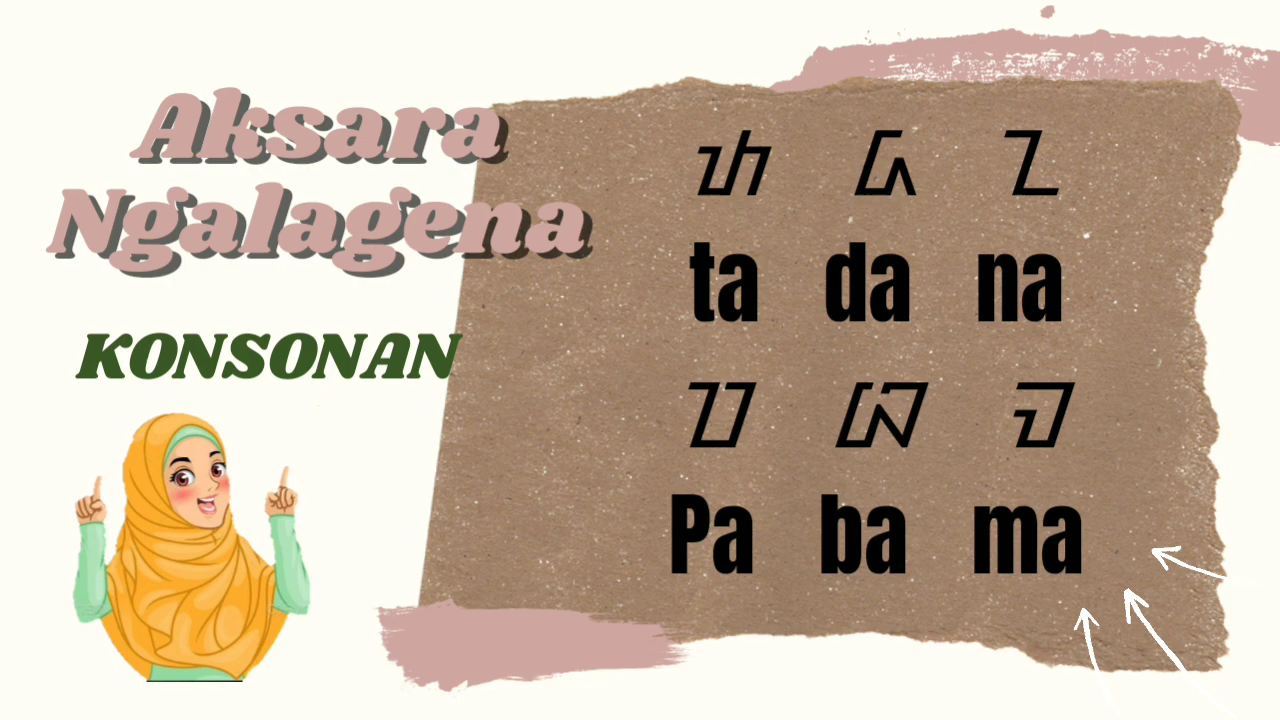 Aksara
Ngalagena
KONSONAN
ᮒ ᮓ ᮔ
ta da na
ᮕ ᮘ ᮙ
Pa ba ma